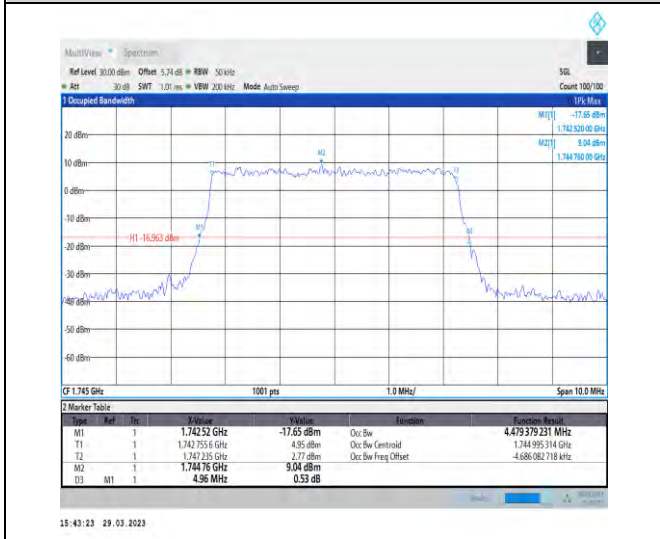 MultiView Spectrum
Ref Level 30.00 dBm Offset 5.74 dB RBW 50 kHz SGL
Att 30 dB SWT 1.01 ms VBW 200 kHz Mode Auto Sweep Count 100/100
1 Occupied Bandwidth 1Pk Max
M1[1] -17.65 dBm
1.742 520 00 GHz
M2[1] 9.04 dBm
1.744 760 00 GHz
20 dBm
M2
10 dBm
T1
T2
0 dBm
-10 dBm
M1
H1 -16.963 dBm
-20 dBm
-30 dBm
-40 dBm
-50 dBm
-60 dBm
CF 1.745 GHz 1001 pts 1.0 MHz/ Span 10.0 MHz
2 Marker Table
Type Ref Trc X-Value Y-Value Function Function Result
M1 1 1.74252 GHz -17.65 dBm Occ Bw 4.479 379 231 MHz
T1 1 1.742 755 6 GHz 4.95 dBm Occ Bw Centroid 1.744 995 314 GHz
T2 1 1.747 235 GHz 2.77 dBm Occ Bw Freq Offset -4.686 082 718 kHz
M2 1 1.74476 GHz 9.04 dBm
D3 M1 1 4.96 MHz 0.53 dB
15:43:23 29.03.2023